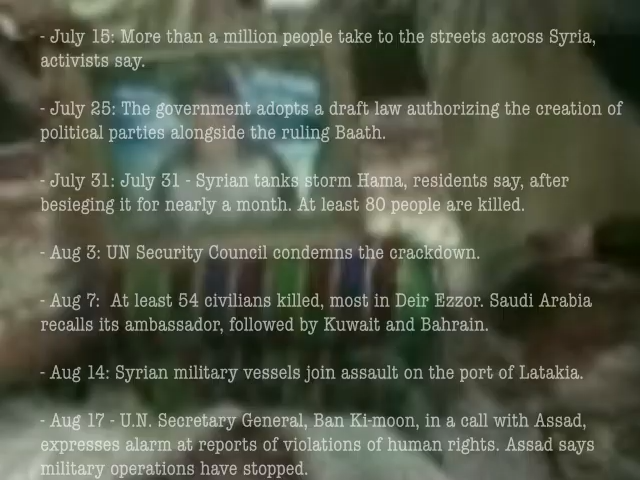 - July 15: More than a million people take to the streets across Syria,
activists say.
- July 25: The government adopts a draft law authorizing the creation of
political parties alongside the ruling Baath.
- July 31: July 31 - Syrian tanks storm Hama, residents say, after
besieging it for nearly a month. At least 80 people are killed.
- Aug 3: UN Security Council condemns the crackdown.
- Aug 7:  At least 54 civilians killed, most in Deir Ezzor. Saudi Arabia
recalls its ambassador, followed by Kuwait and Bahrain.
- Aug 14: Syrian military vessels join assault on the port of Latakia.
- Aug 17 - U.N. Secretary General, Ban Ki-moon, in a call with Assad,
expresses alarm at reports of violations of human rights. Assad says
military operations have stopped.